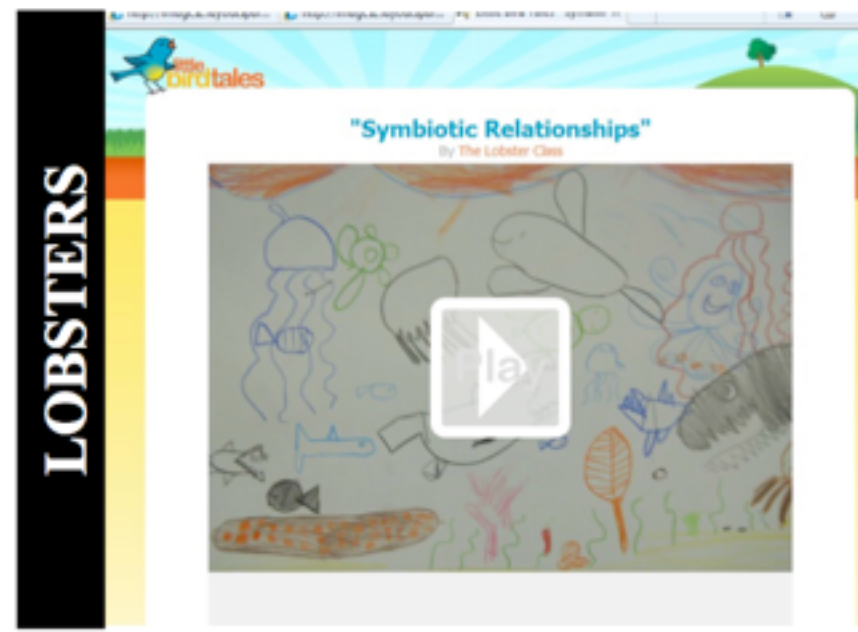 LOBSTERS
little
birdtales
"Symbiotic Relationships"
By The Lobster Class
Play